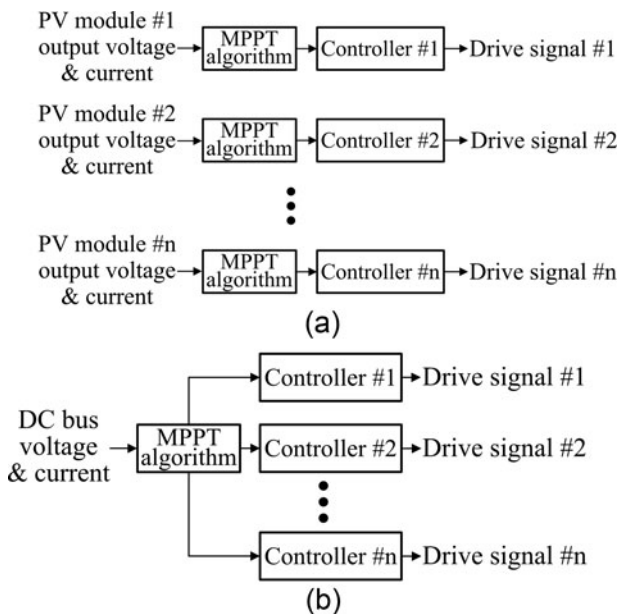 PV module #1
output voltage
& current
MPPT
algorithm
Controller #1
Drive signal #1
PV module #2
output voltage
& current
MPPT
algorithm
Controller #2
Drive signal #2
PV module #n
output voltage
& current
MPPT
algorithm
Controller #n
Drive signal #n
(a)
DC bus
voltage
& current
MPPT
algorithm
Controller #1
Drive signal #1
Controller #2
Drive signal #2
Controller #n
Drive signal #n
(b)